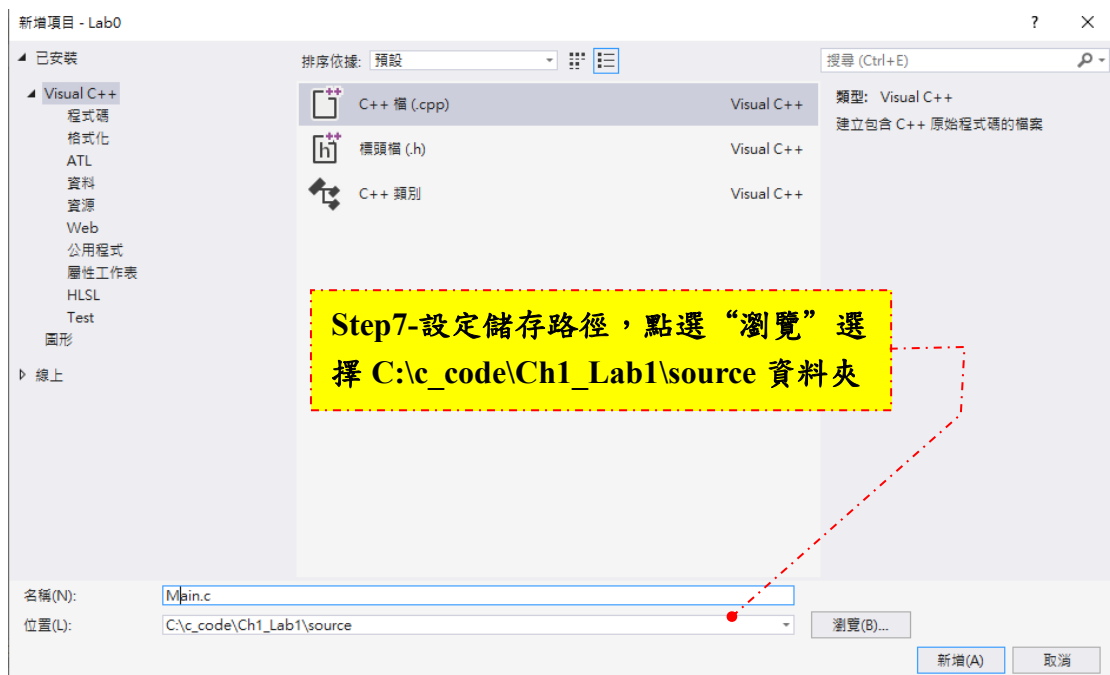 新增項目 - Lab0
?
已安裝
排序依據: 預設
搜尋 (Ctrl+E)
Visual C++
程式碼
格式化
ATL
資料
資源
Web
公用程式
屬性工作表
HLSL
Test
圖形
線上
C++ 檔 (.cpp) Visual C++
標頭檔 (.h) Visual C++
C++ 類別 Visual C++
類型: Visual C++
建立包含 C++ 原始程式碼的檔案
Step7-設定儲存路徑，點選“瀏覽”選
擇 C:\c_code\Ch1_Lab1\source 資料夾
名稱(N): Main.c
位置(L): C:\c_code\Ch1_Lab1\source 瀏覽(B)...
新增(A) 取消